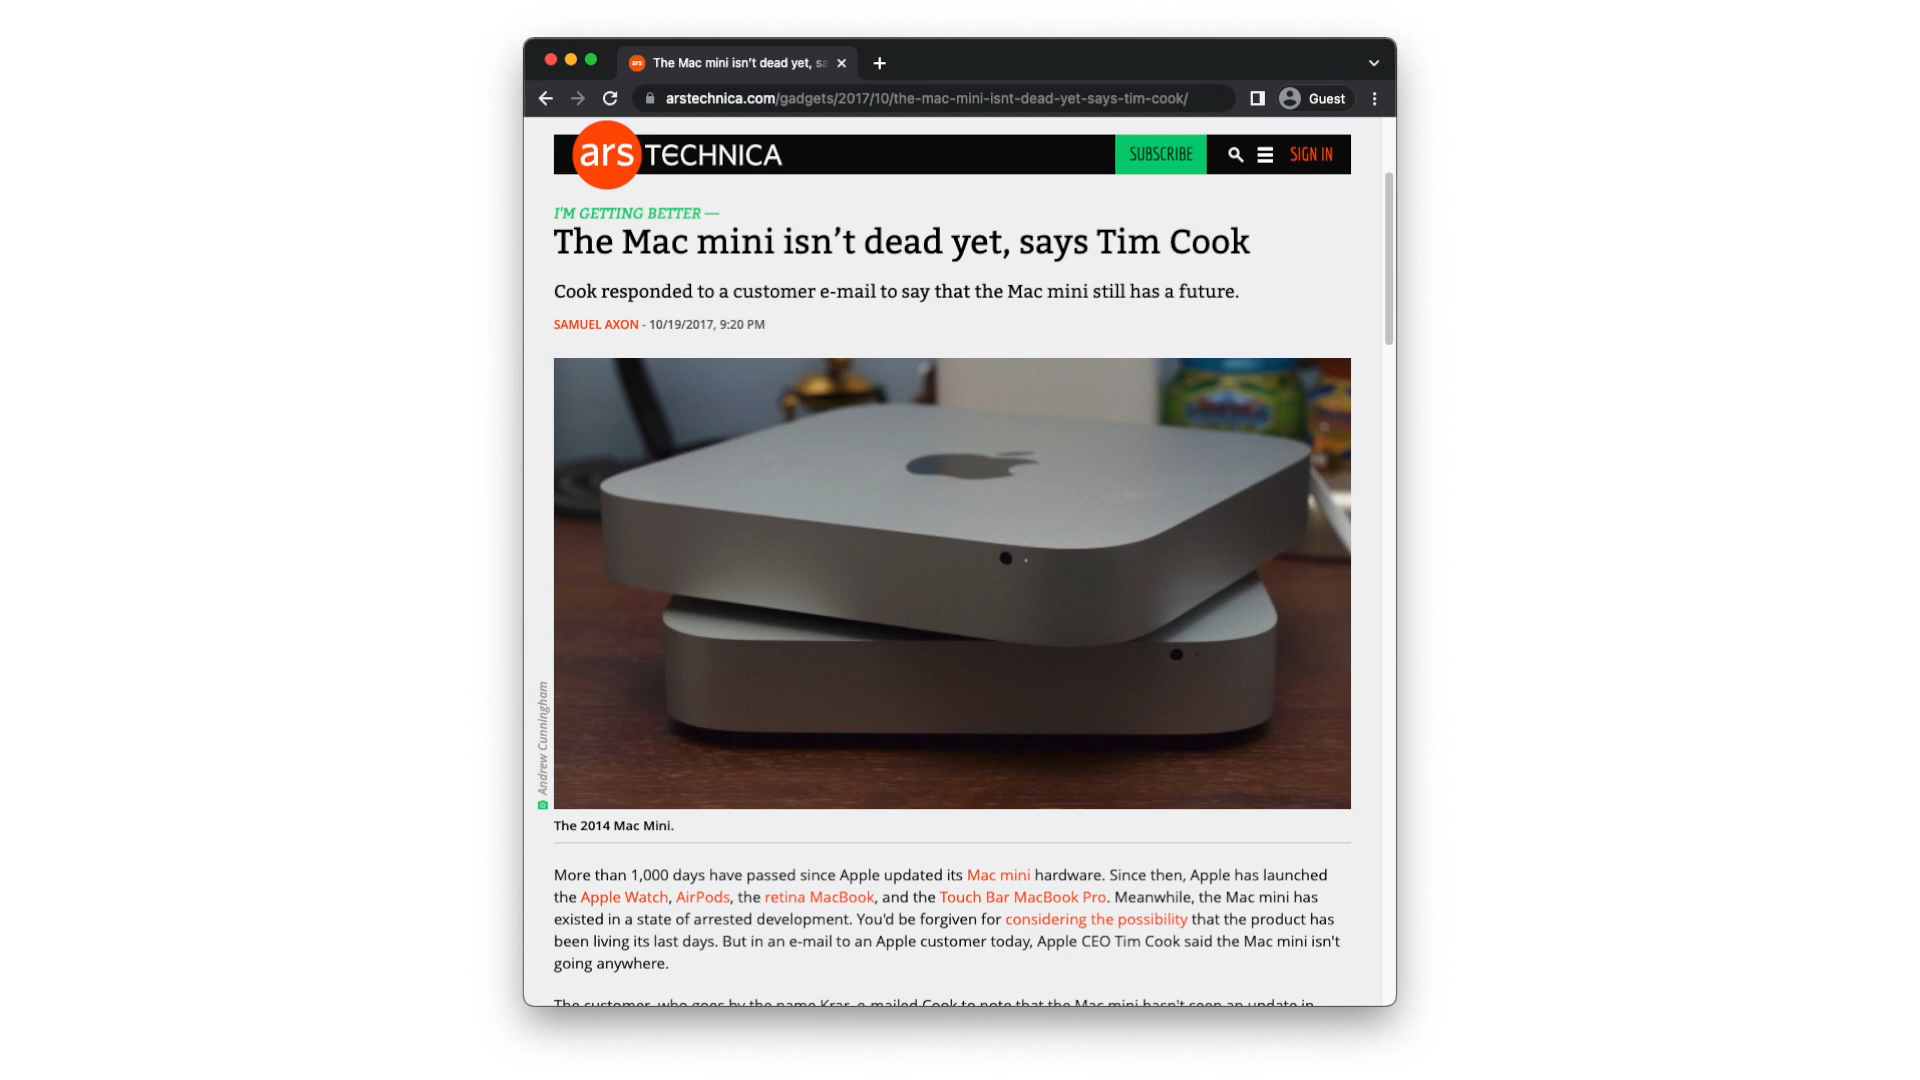 ars The Mac mini isn't dead yet, sa
arstechnica.com/gadgets/2017/10/the-mac-mini-isnt-dead-yet-says-tim-cook/ Guest
ars TECHNICA SUBSCRIBE SIGN IN
I'M GETTING BETTER —
The Mac mini isn’t dead yet, says Tim Cook
Cook responded to a customer e-mail to say that the Mac mini still has a future.
SAMUEL AXON - 10/19/2017, 9:20 PM
Andrew Cunningham
The 2014 Mac Mini.
More than 1,000 days have passed since Apple updated its Mac mini hardware. Since then, Apple has launched
the Apple Watch, AirPods, the retina MacBook, and the Touch Bar MacBook Pro. Meanwhile, the Mac mini has
existed in a state of arrested development. You'd be forgiven for considering the possibility that the product has
been living its last days. But in an e-mail to an Apple customer today, Apple CEO Tim Cook said the Mac mini isn't
going anywhere.
The customer, who goes by the name Krar, e-mailed Cook to note that the Mac mini hasn't seen an update in